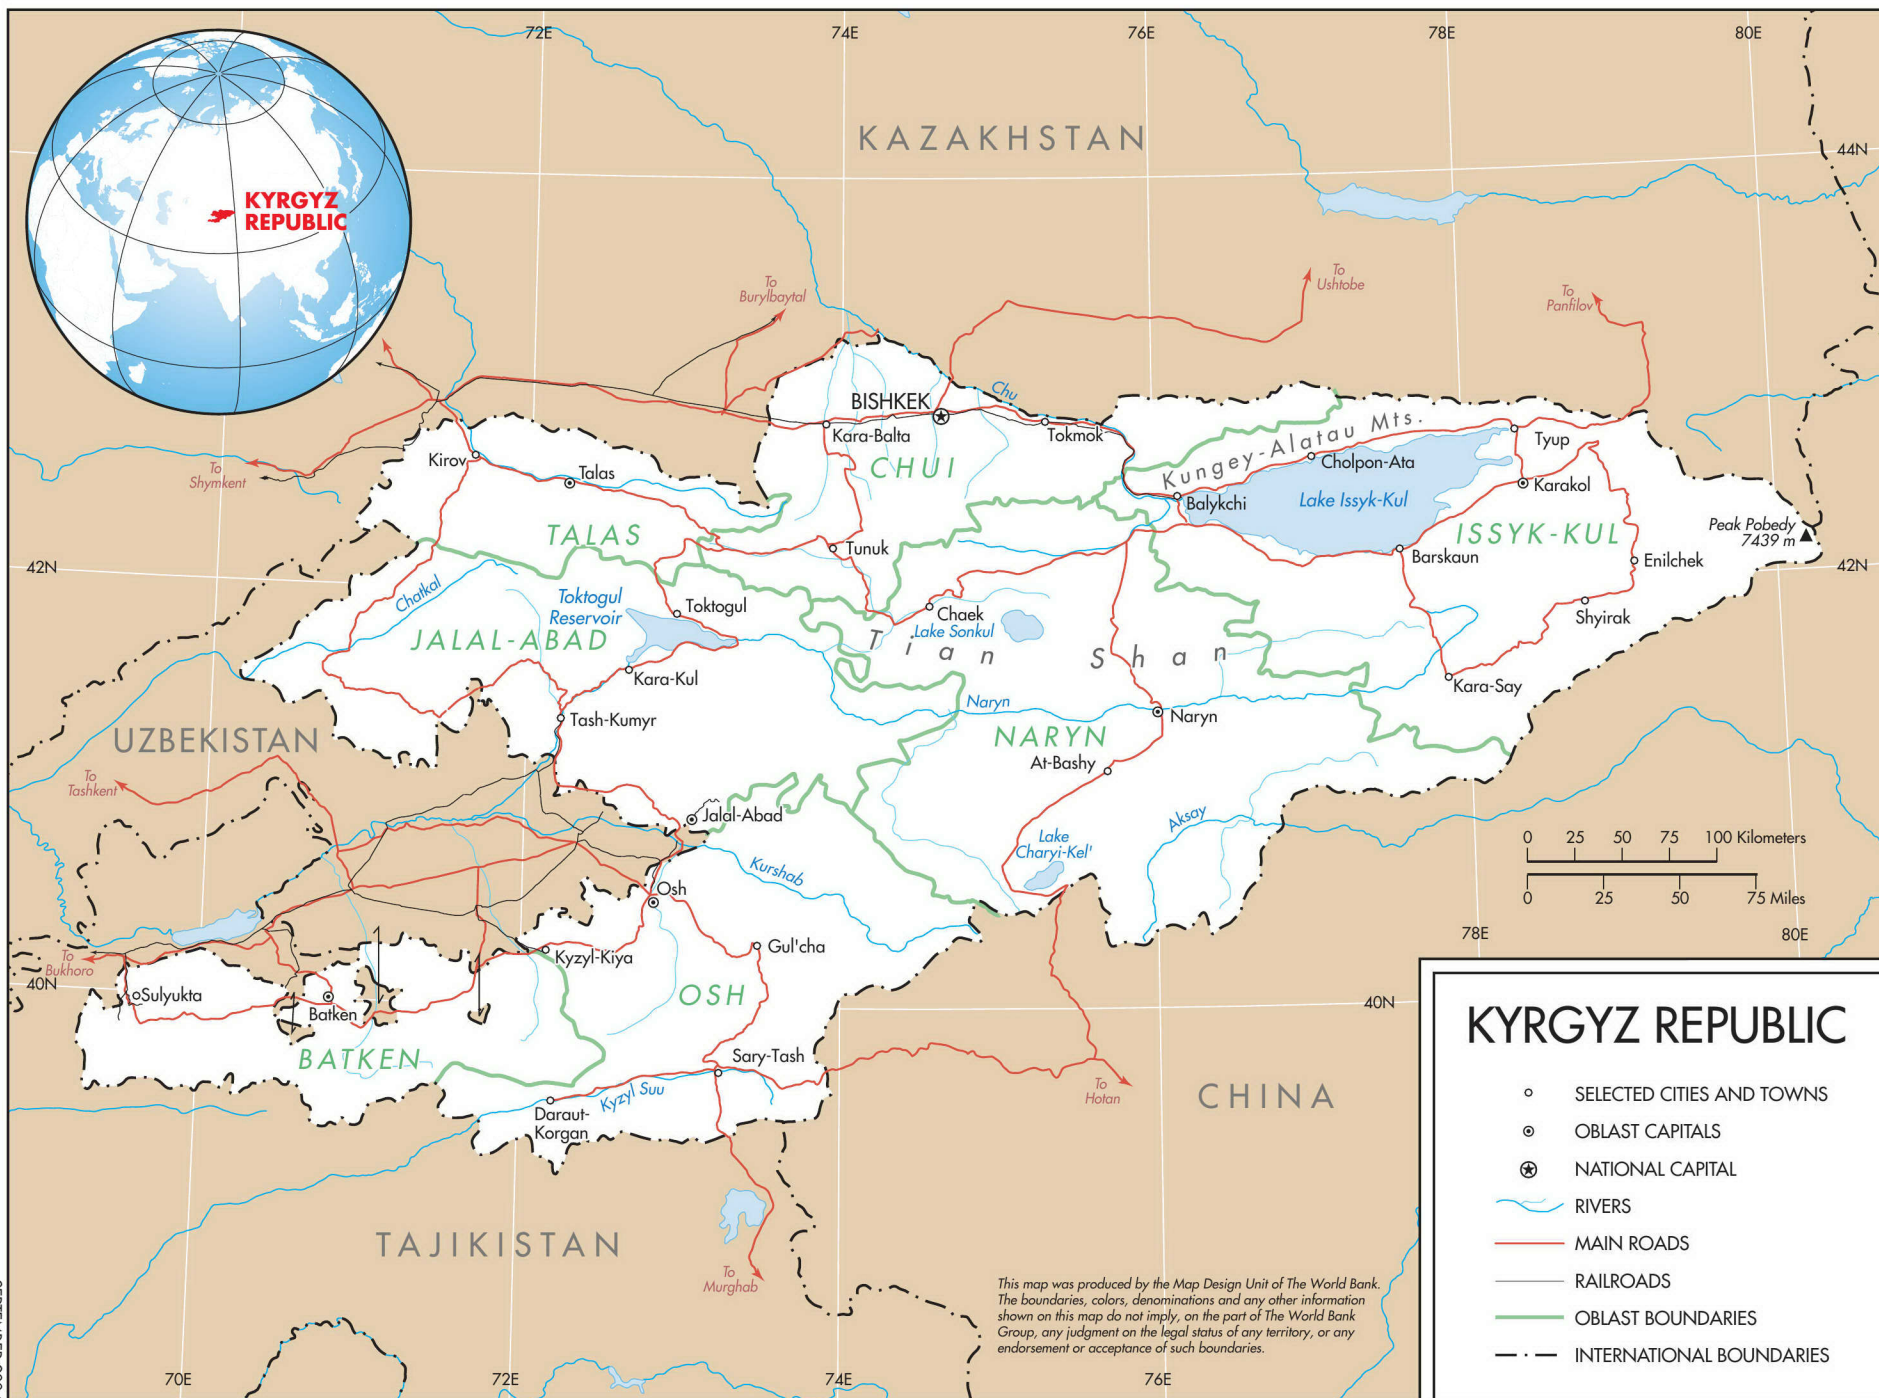 72E
74E
76E
78E
80E
KAZAKHSTAN
44N
KYRGYZ
REPUBLIC
To
Burylbaytal
To
Ushtobe
To
Panfilov
BISHKEK
Chu
Kara-Balta
Tokmok
CHUI
Kungey-Alatau Mts.
Tyup
Cholpon-Ata
Kirov
To
Shymkent
Talas
Balykchi
Lake Issyk-Kul
Karakol
TALAS
ISSYK-KUL
Peak Pobedy
7439 m
Tunuk
Barskaun
Enilchek
42N
42N
Chatkal
Toktogul
Reservoir
Toktogul
Chaek
Lake Sonkul
Shyirak
JALAL-ABAD
Tian Shan
Kara-Kul
Kara-Say
Naryn
Naryn
Tash-Kumyr
UZBEKISTAN
NARYN
At-Bashy
To
Tashkent
Jalal-Abad
Aksay
Lake
Charyi-Kel'
0 25 50 75 100 Kilometers
0 25 50 75 Miles
Kurshab
Osh
78E
80E
To
Bukhoro
Kyzyl-Kiya
Gul'cha
40N
Sulyukta
Batken
OSH
40N
BATKEN
Sary-Tash
Kyzyl Suu
Daraut-
Korgan
To
Hotan
CHINA
TAJIKISTAN
To
Murghab
KYRGYZ REPUBLIC
SELECTED CITIES AND TOWNS
OBLAST CAPITALS
NATIONAL CAPITAL
RIVERS
MAIN ROADS
RAILROADS
OBLAST BOUNDARIES
INTERNATIONAL BOUNDARIES
This map was produced by the Map Design Unit of The World Bank.
The boundaries, colors, denominations and any other information
shown on this map do not imply, on the part of The World Bank
Group, any judgment on the legal status of any territory, or any
endorsement or acceptance of such boundaries.
70E
72E
74E
76E